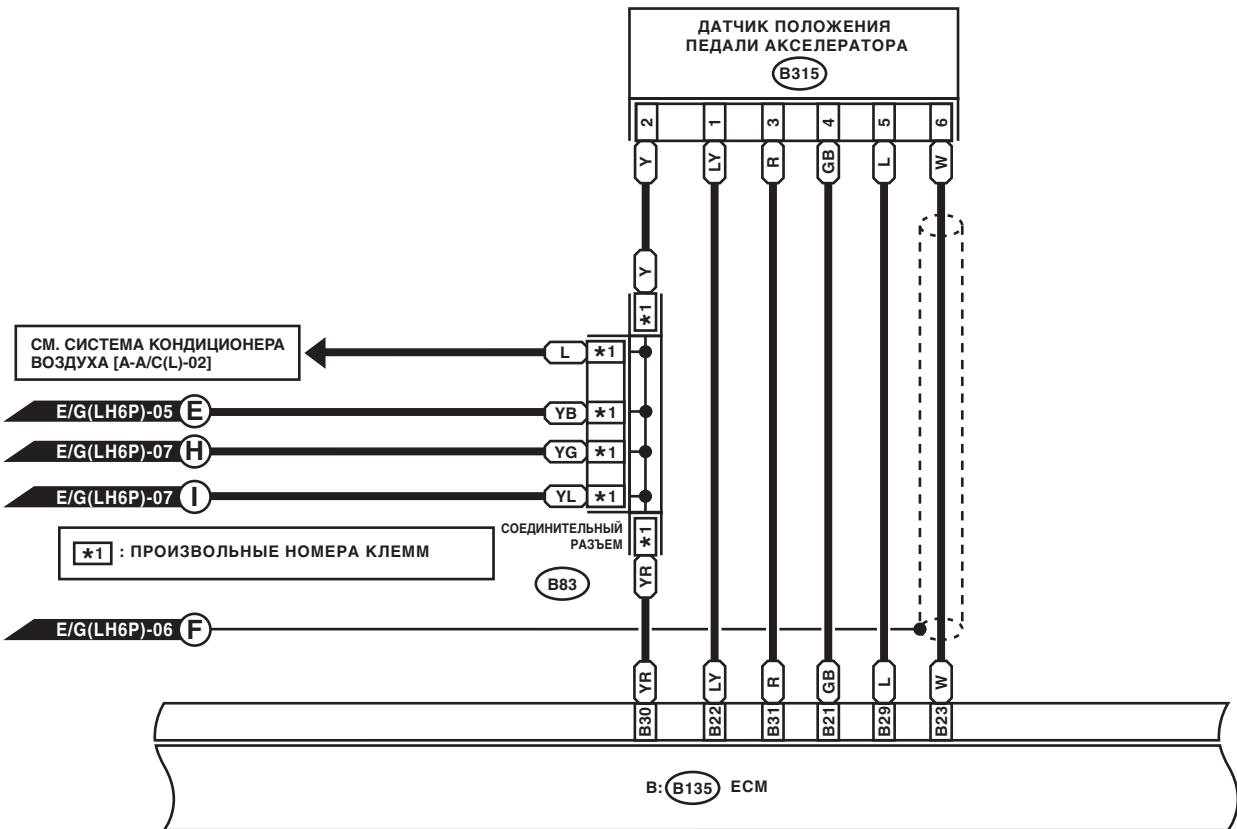 ДАТЧИК ПОЛОЖЕНИЯ
ПЕДАЛИ АКСЕЛЕРАТОРА
B315
2 1 3 4 5 6
Y LY R GB L W
Y
*1
СМ. СИСТЕМА КОНДИЦИОНЕРА
ВОЗДУХА [A-A/C(L)-02]
L *1
E/G(LH6P)-05 E YB *1
E/G(LH6P)-07 H YG *1
E/G(LH6P)-07 I YL *1
СОЕДИНИТЕЛЬНЫЙ
РАЗЪЕМ
*1
*1 : ПРОИЗВОЛЬНЫЕ НОМЕРА КЛЕММ
B83
YR
E/G(LH6P)-06 F
YR LY R GB L W
B30 B22 B31 B21 B29 B23
B: B135 ECM